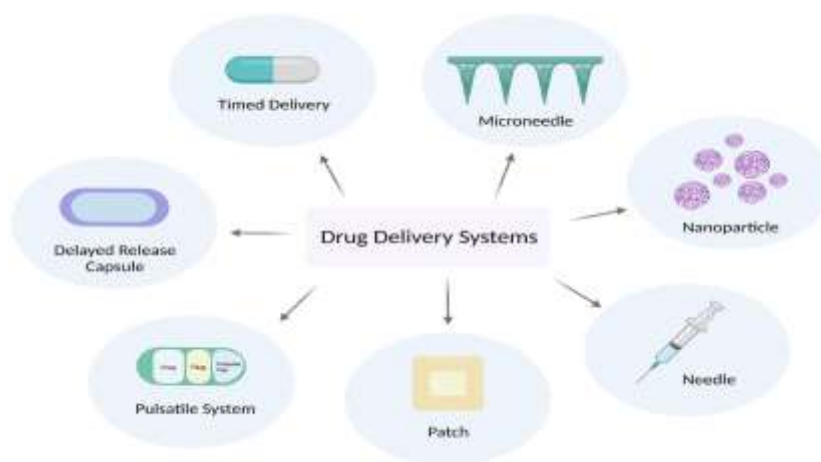 Timed Delivery
Microneedle
Nanoparticle
Drug Delivery Systems
Delayed Release
Capsule
Needle
Pulsatile System
Patch